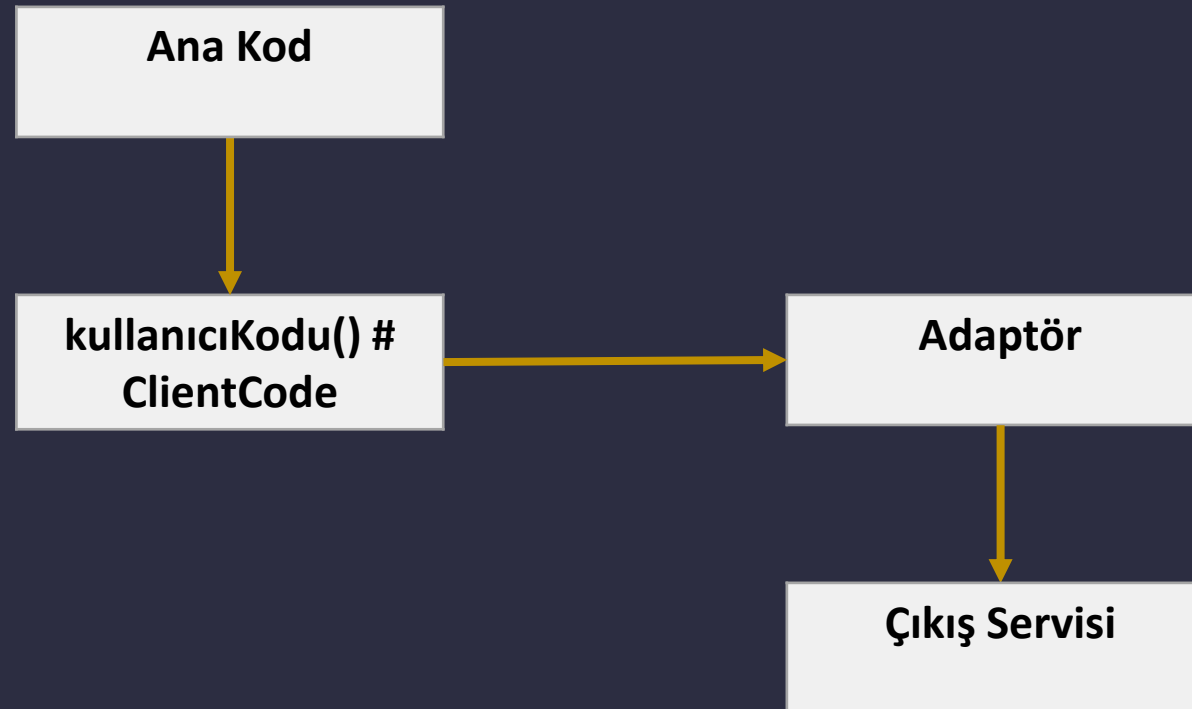 Ana Kod
kullanıcıKodu() #
ClientCode
Adaptör
Çıkış Servisi